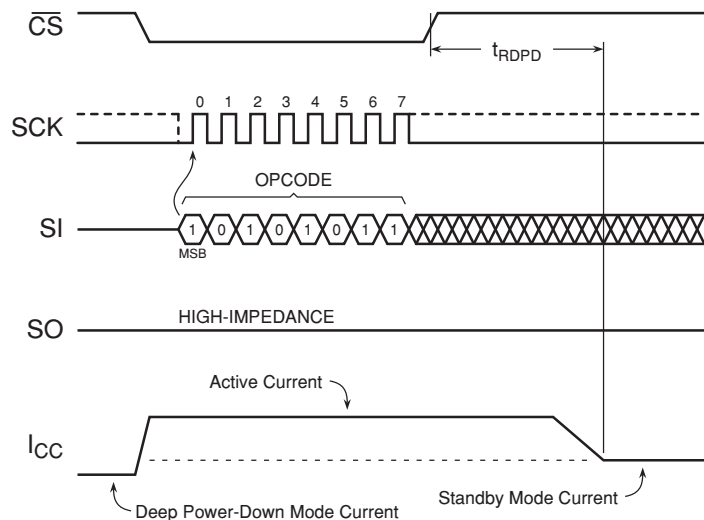 CS
tRDPD
SCK
0 1 2 3 4 5 6 7
OPCODE
SI
1 0 1 0 1 0 1 1
MSB
SO
HIGH-IMPEDANCE
Active Current
ICC
Deep Power-Down Mode Current
Standby Mode Current